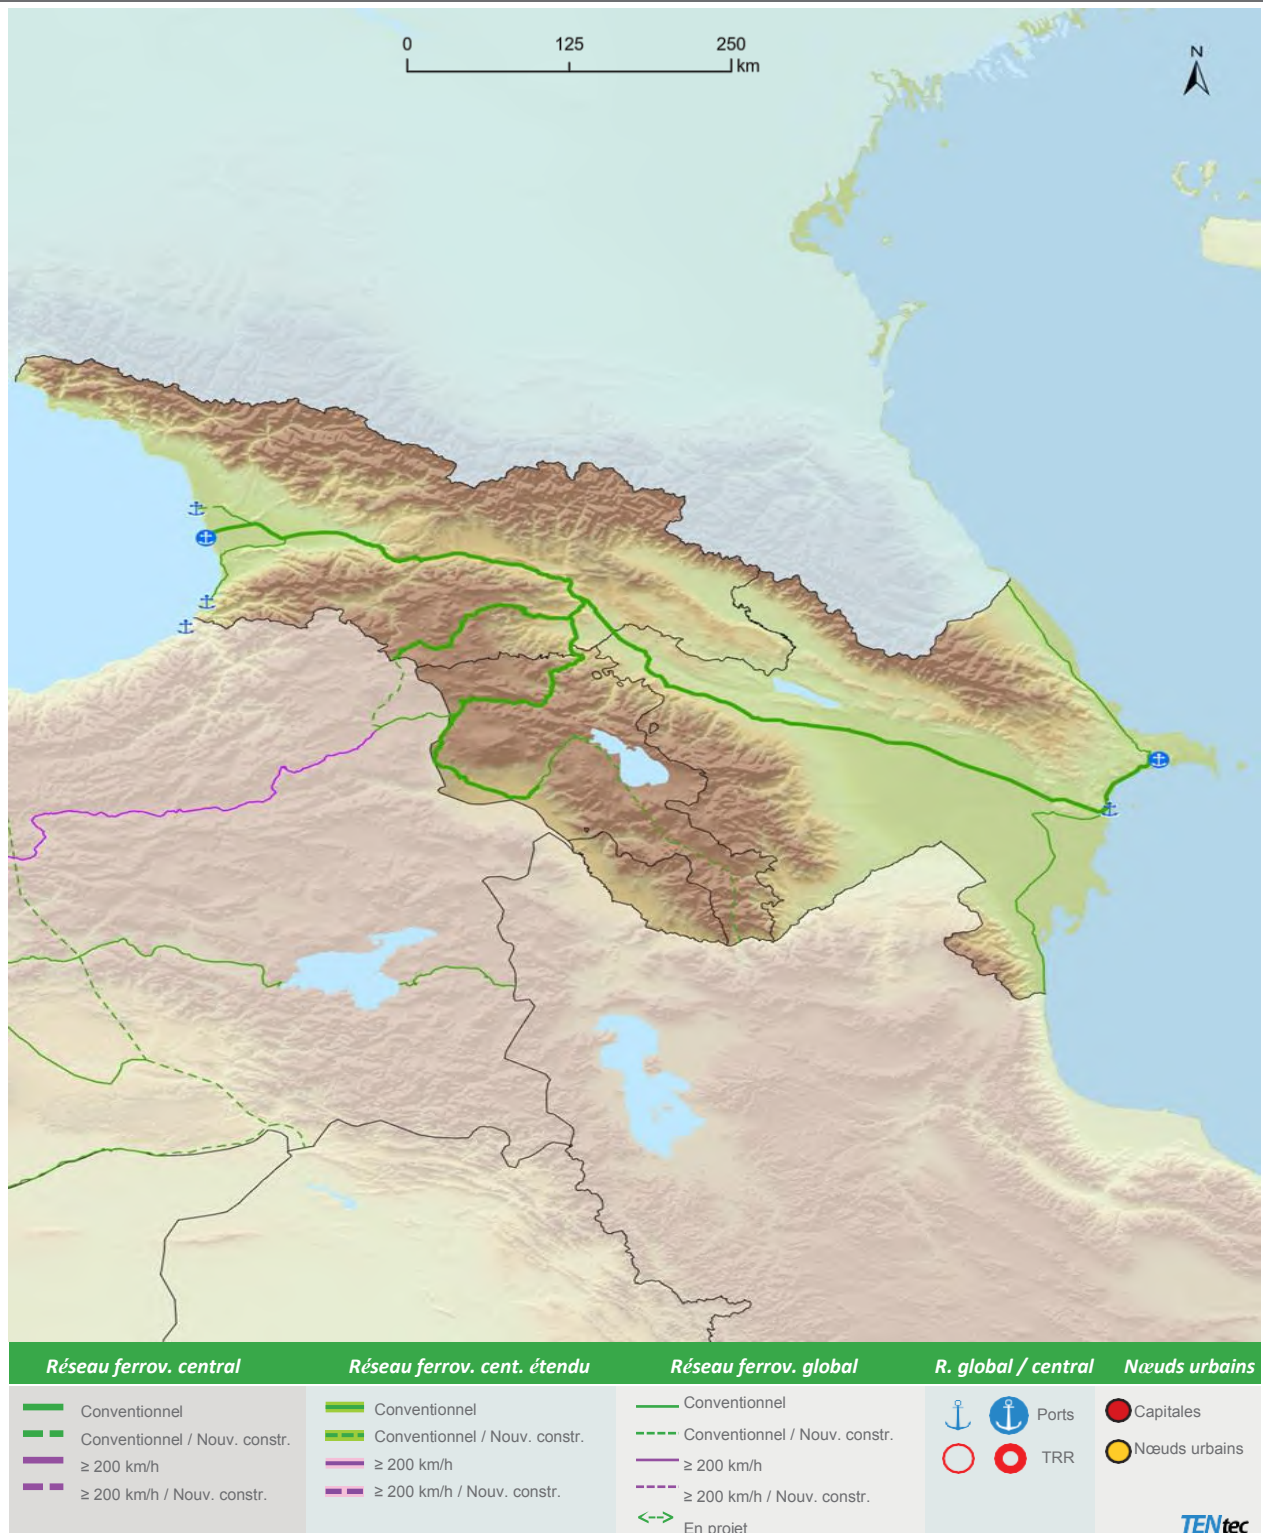 0 125 250
km
N
Réseau ferrov. central
Conventionnel
Conventionnel / Nouv. constr.
≥ 200 km/h
≥ 200 km/h / Nouv. constr.
Réseau ferrov. cent. étendu
Conventionnel
Conventionnel / Nouv. constr.
≥ 200 km/h
≥ 200 km/h / Nouv. constr.
Réseau ferrov. global
Conventionnel
Conventionnel / Nouv. constr.
≥ 200 km/h
≥ 200 km/h / Nouv. constr.
En projet
R. global / central
Ports
TRR
Nœuds urbains
Capitales
Nœuds urbains
TENtec